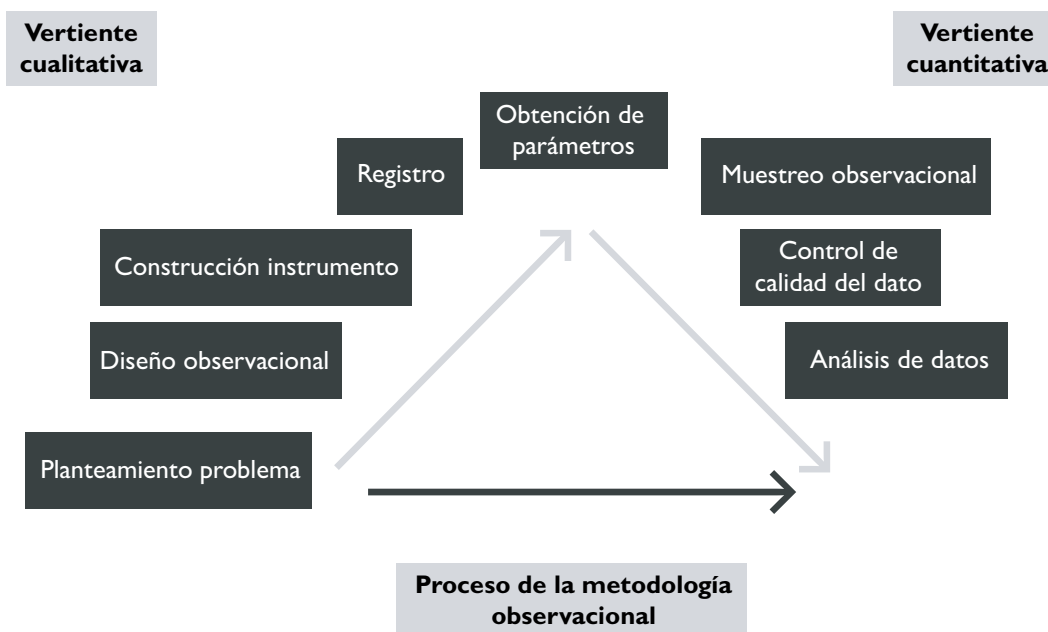 Vertiente
cualitativa
Vertiente
cuantitativa
Obtención de
parámetros
Registro
Muestreo observacional
Construcción instrumento
Control de
calidad del dato
Diseño observacional
Análisis de datos
Planteamiento problema
Proceso de la metodología
observacional